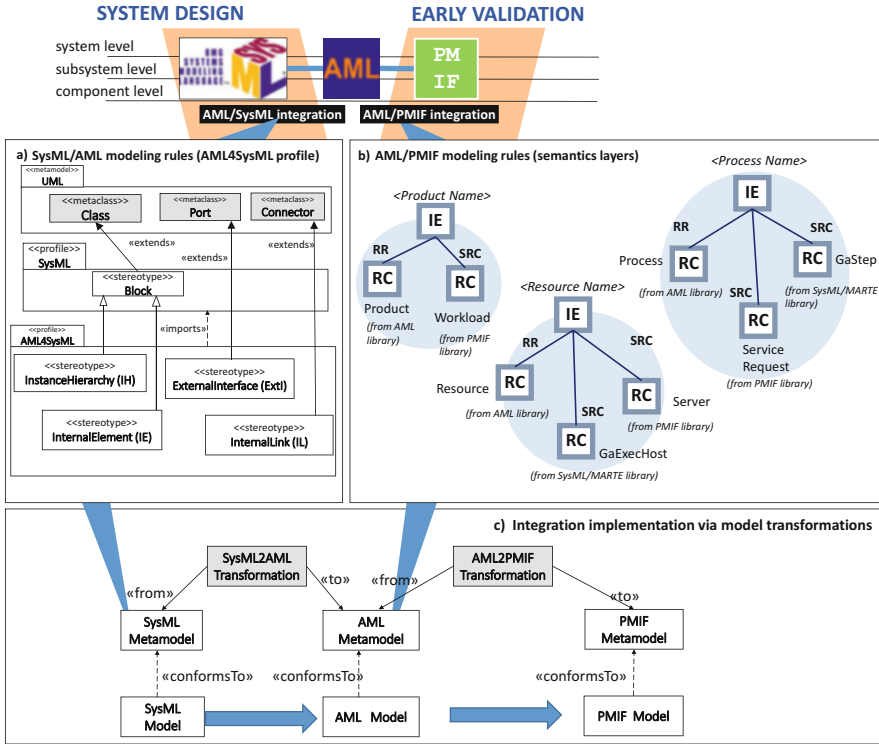 SYSTEM DESIGN
EARLY VALIDATION
system level
subsystem level
component level
OMG
SYSTEMS
MODELING
LANGUAGE™
SYS
ML
AML
PM
IF
AML/SysML integration
AML/PMIF integration
a) SysML/AML modeling rules (AML4SysML profile)
<<metamodel>>
UML
<<metaclass>>
Class
<<metaclass>>
Port
<<metaclass>>
Connector
«extends»
«extends»
«extends»
<<profile>>
SysML
<<stereotype>>
Block
«imports»
<<profile>>
AML4SysML
<<stereotype>>
InstanceHierarchy (IH)
<<stereotype>>
ExternalInterface (ExtI)
<<stereotype>>
InternalElement (IE)
<<stereotype>>
InternalLink (IL)
b) AML/PMIF modeling rules (semantics layers)
<Product Name>
IE
RR
SRC
RC
RC
Product
(from AML
library)
Workload
(from PMIF
library)
<Resource Name>
IE
RR
SRC
RC
Resource
(from AML library)
SRC
RC
Server
(from PMIF library)
RC
GaExecHost
(from SysML/MARTE library)
<Process Name>
IE
RR
SRC
Process
RC
(from AML library)
RC
GaStep
(from SysML/MARTE
library)
SRC
RC
Service
Request
(from PMIF library)
c) Integration implementation via model transformations
SysML2AML
Transformation
AML2PMIF
Transformation
«from»
«to»
«from»
«to»
SysML
Metamodel
AML
Metamodel
PMIF
Metamodel
«conformsTo»
«conformsTo»
«conformsTo»
SysML
Model
AML Model
PMIF Model